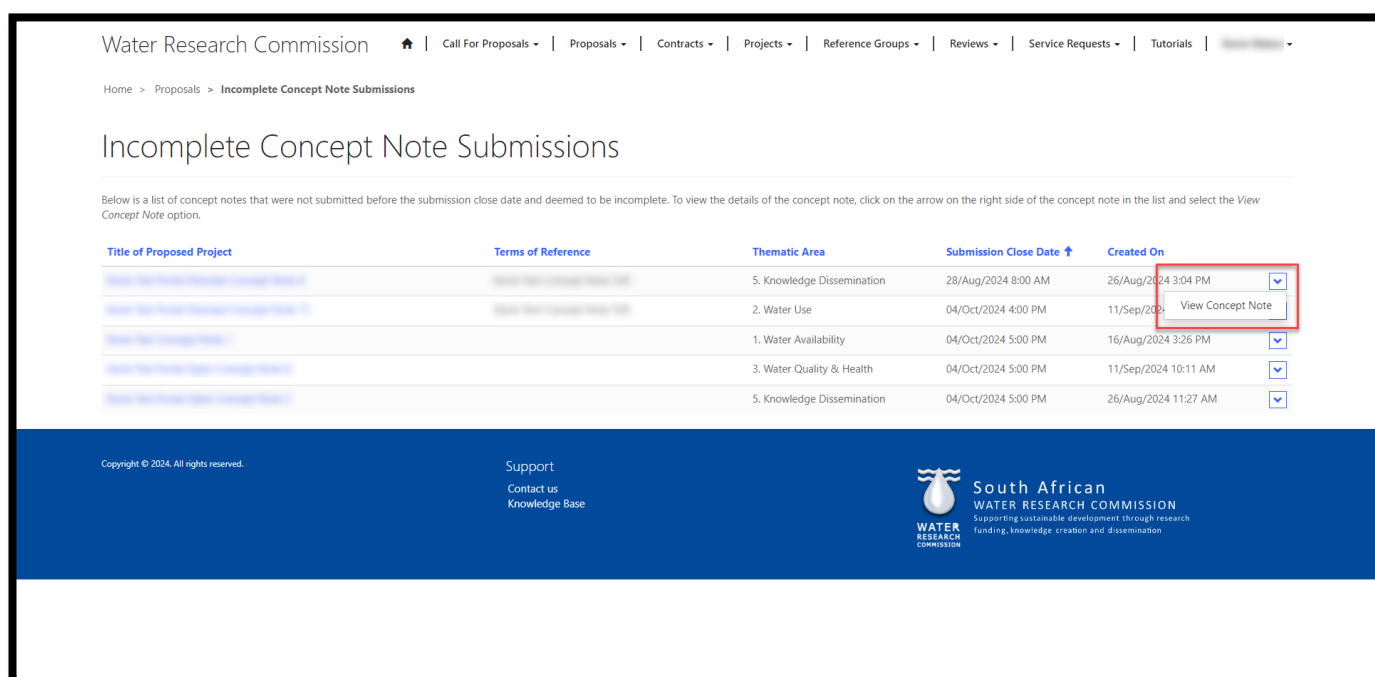 Water Research Commission Call For Proposals Proposals Contracts Projects Reference Groups Reviews Service Requests Tutorials
Home > Proposals > Incomplete Concept Note Submissions
Incomplete Concept Note Submissions
Below is a list of concept notes that were not submitted before the submission close date and deemed to be incomplete. To view the details of the concept note, click on the arrow on the right side of the concept note in the list and select the View
Concept Note option.
Title of Proposed Project Terms of Reference Thematic Area Submission Close Date Created On
5. Knowledge Dissemination 28/Aug/2024 8:00 AM 26/Aug/2024 3:04 PM
View Concept Note
2. Water Use 04/Oct/2024 4:00 PM 11/Sep/202
1. Water Availability 04/Oct/2024 5:00 PM 16/Aug/2024 3:26 PM
3. Water Quality & Health 04/Oct/2024 5:00 PM 11/Sep/2024 10:11 AM
5. Knowledge Dissemination 04/Oct/2024 5:00 PM 26/Aug/2024 11:27 AM
Copyright © 2024. All rights reserved.
Support
Contact us
Knowledge Base
WATER
RESEARCH
COMMISSION
South African
WATER RESEARCH COMMISSION
Supporting sustainable development through research
funding, knowledge creation and dissemination